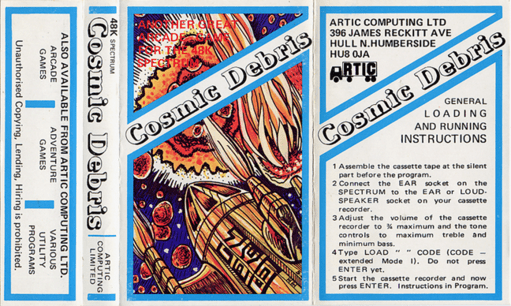 ALSO AVAILABLE FROM ARTIC COMPUTING LTD.
ARCADE GAMES
ADVENTURE GAMES
VARIOUS UTILITY PROGRAMS
Unauthorised Copying, Lending, Hiring is prohibited.
48K SPECTRUM
Cosmic Debris
ARTIC COMPUTING LIMITED
ANOTHER GREAT
ARCADE GAME
FOR THE 48K
SPECTRUM
Cosmic Debris
ARTIC COMPUTING LTD
396 JAMES RECKITT AVE
HULL N.HUMBERSIDE
HU8 0JA
ARTIC
Cosmic Debris
GENERAL
LOADING
AND RUNNING
INSTRUCTIONS
1 Assemble the cassette tape at the silent
part before the program.
2 Connect the EAR socket on the
SPECTRUM to the EAR or LOUD-
SPEAKER socket on your cassette
recorder.
3 Adjust the volume of the cassette
recorder to ¾ maximum and the tone
controls to maximum treble and
minimum bass.
4 Type LOAD " " CODE (CODE –
extended Mode I). Do not press
ENTER yet.
5 Start the cassette recorder and now
press ENTER. Instructions in Program.